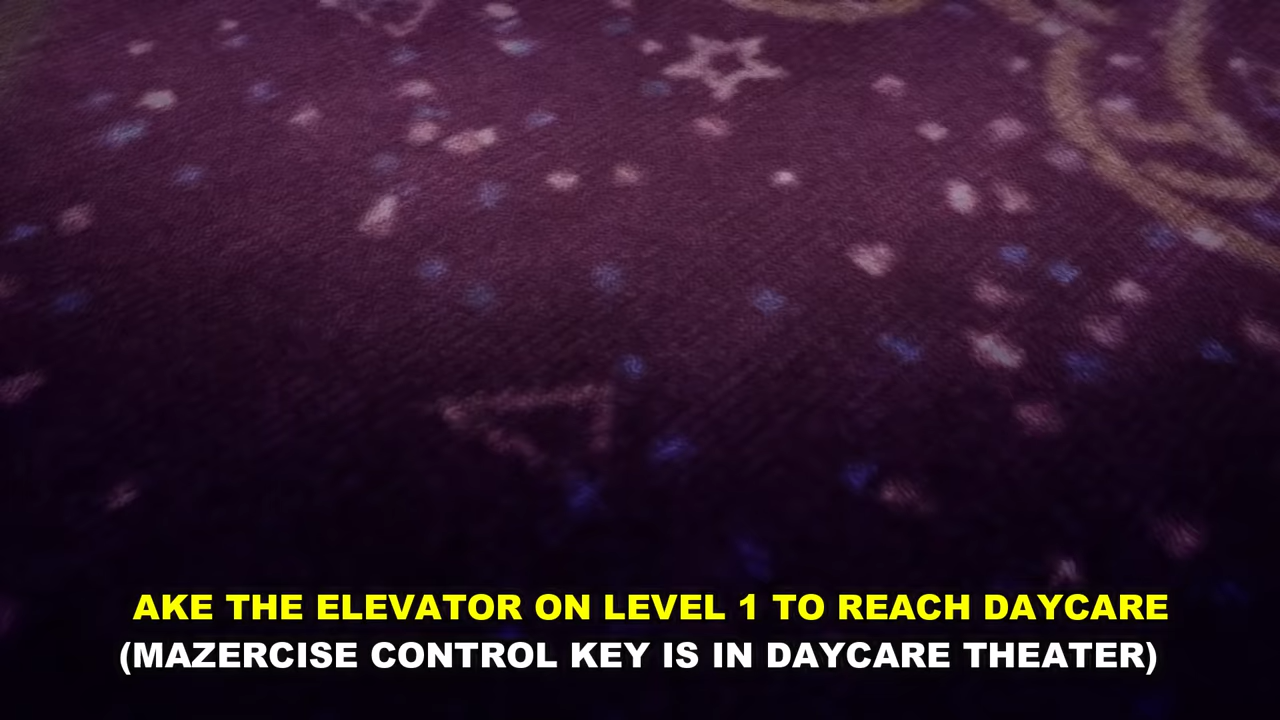 AKE THE ELEVATOR ON LEVEL 1 TO REACH DAYCARE
(MAZERCISE CONTROL KEY IS IN DAYCARE THEATER)